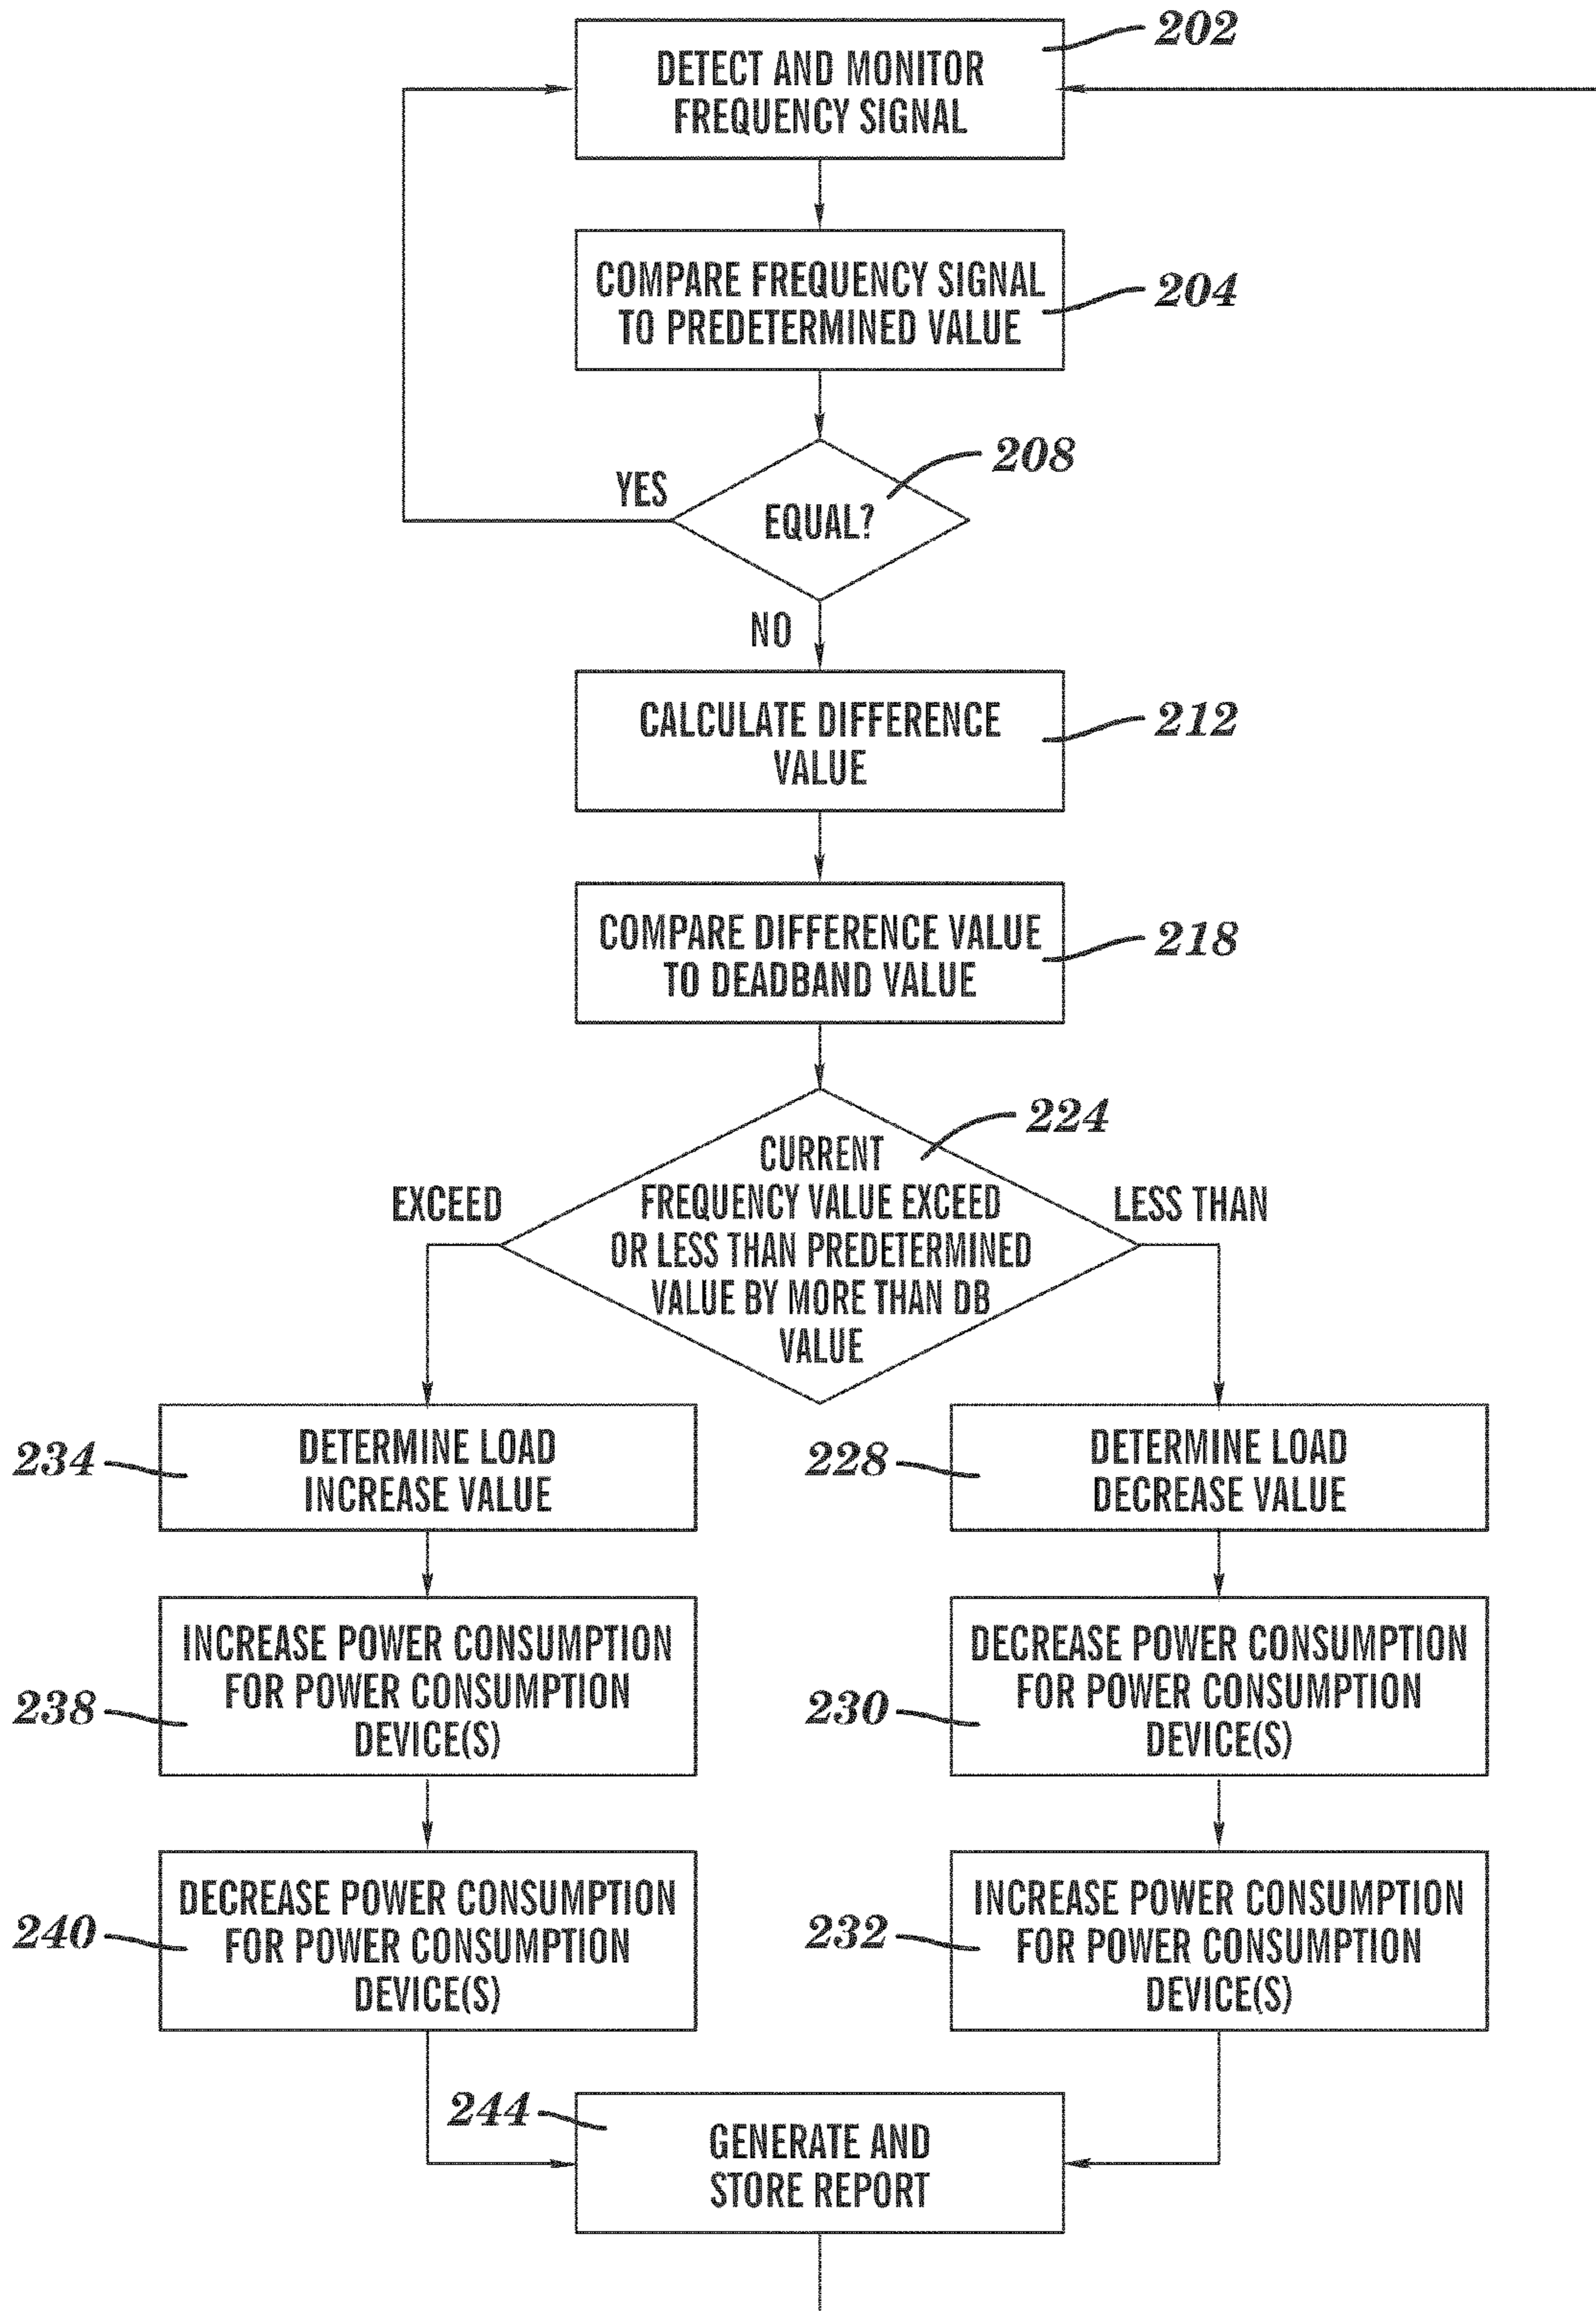 202
DETECT AND MONITOR
FREQUENCY SIGNAL
COMPARE FREQUENCY SIGNAL
TO PREDETERMINED VALUE
204
208
YES
EQUAL?
NO
CALCULATE DIFFERENCE
VALUE
212
COMPARE DIFFERENCE VALUE
TO DEADBAND VALUE
218
224
CURRENT
FREQUENCY VALUE EXCEED
OR LESS THAN PREDETERMINED
VALUE BY MORE THAN DB
VALUE
EXCEED
LESS THAN
234
DETERMINE LOAD
INCREASE VALUE
228
DETERMINE LOAD
DECREASE VALUE
238
INCREASE POWER CONSUMPTION
FOR POWER CONSUMPTION
DEVICE(S)
230
DECREASE POWER CONSUMPTION
FOR POWER CONSUMPTION
DEVICE(S)
240
DECREASE POWER CONSUMPTION
FOR POWER CONSUMPTION
DEVICE(S)
232
INCREASE POWER CONSUMPTION
FOR POWER CONSUMPTION
DEVICE(S)
244
GENERATE AND
STORE REPORT